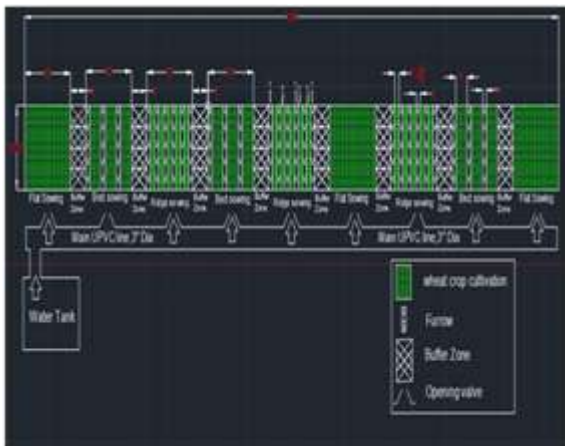 Flat Sowing
Buffer Zone
Bed sowing
Buffer Zone
Ridge sowing
Buffer Zone
Bed sowing
Buffer Zone
Ridge sowing
Buffer Zone
Flat Sowing
Buffer Zone
Ridge sowing
Buffer Zone
Bed sowing
Buffer Zone
Flat Sowing
Main UPVC line,3" Dia
Main UPVC line,3" Dia
Water Tank
wheat crop cultivation
Furrow
Buffer Zone
Opening valve